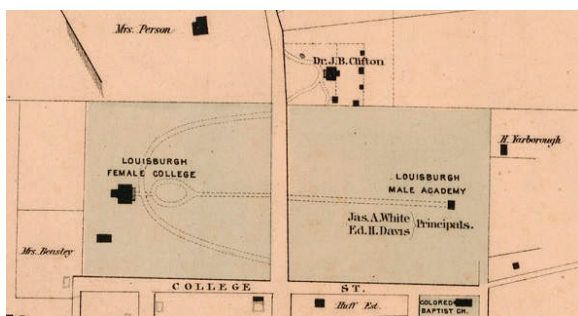 Mrs. Person
Dr. J.B. Clifton
H. Yarborough
LOUISBURGH
FEMALE COLLEGE
LOUISBURGH
MALE ACADEMY
Jas. A. White
Ed. H. Davis
Principals.
Mrs. Beasley
COLLEGE ST.
Huff Est.
COLORED
BAPTIST CH.